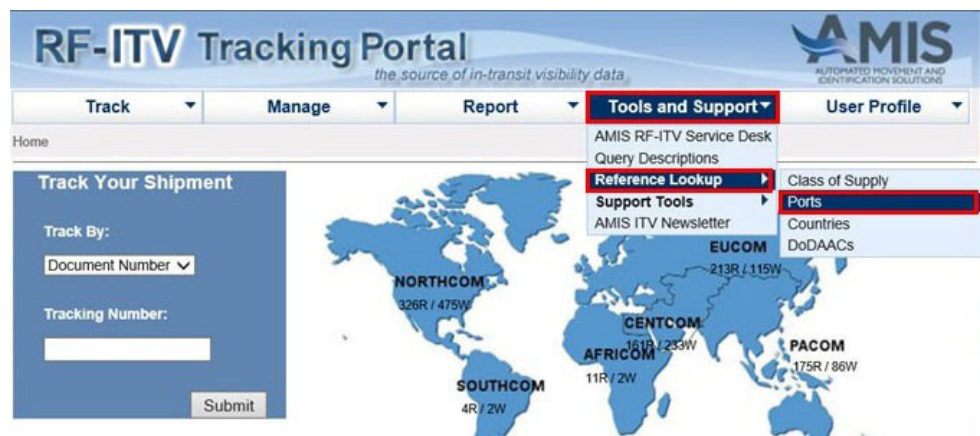 RF-ITV Tracking Portal
the source of in-transit visibility data
AMIS
AUTOMATED MOVEMENT AND
IDENTIFICATION SOLUTIONS
Track Manage Report Tools and Support User Profile
Home
AMIS RF-ITV Service Desk
Query Descriptions
Reference Lookup
Support Tools
AMIS ITV Newsletter
Class of Supply
Ports
Countries
DoDAACs
Track Your Shipment
Track By:
Document Number
Tracking Number:
Submit
NORTHCOM
326R / 475W
EUCOM
213R / 115W
CENTCOM
161R / 233W
AFRICOM
11R / 2W
PACOM
175R / 86W
SOUTHCOM
4R / 2W